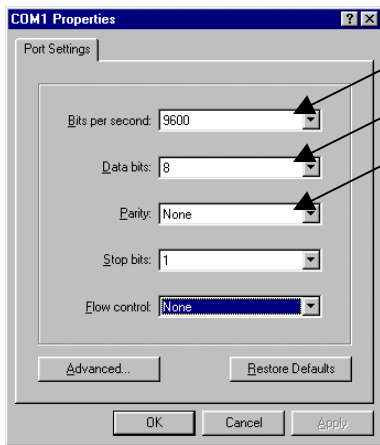 COM1 Properties
Port Settings
Bits per second: 9600
Data bits: 8
Parity: None
Stop bits: 1
Flow control: None
Advanced... Restore Defaults
OK Cancel Apply